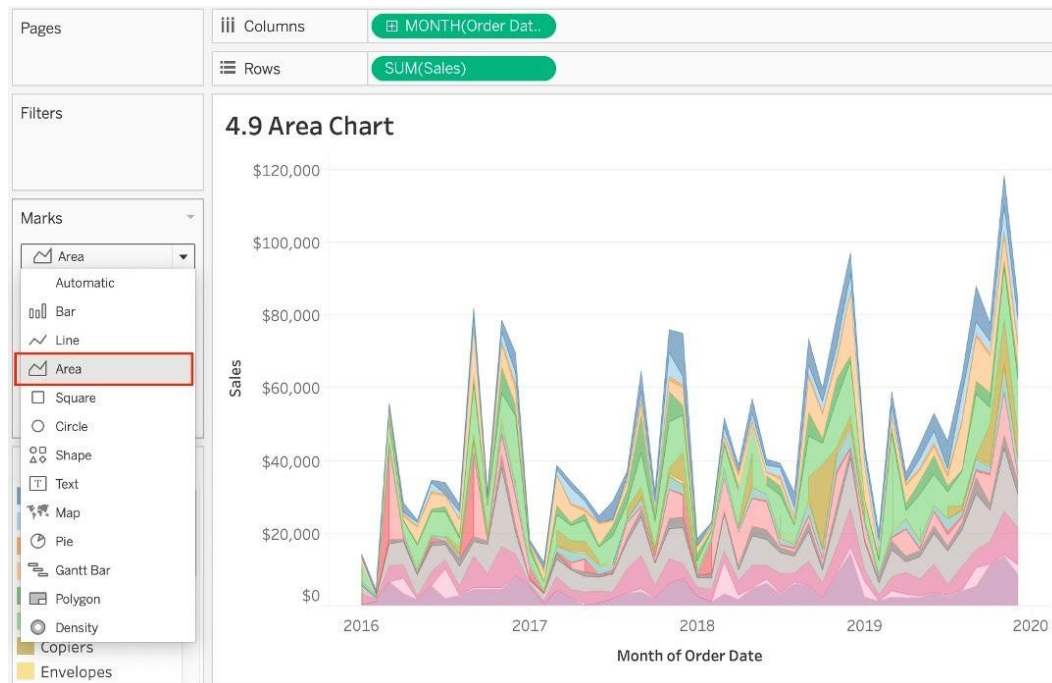 Pages
Columns
MONTH(Order Dat..
Rows
SUM(Sales)
Filters
4.9 Area Chart
Marks
Area
Automatic
Bar
Line
Area
Square
Circle
Shape
Text
Map
Pie
Gantt Bar
Polygon
Density
Copiers
Envelopes
$120,000
$100,000
$80,000
$60,000
$40,000
$20,000
$0
Sales
2016
2017
2018
2019
2020
Month of Order Date